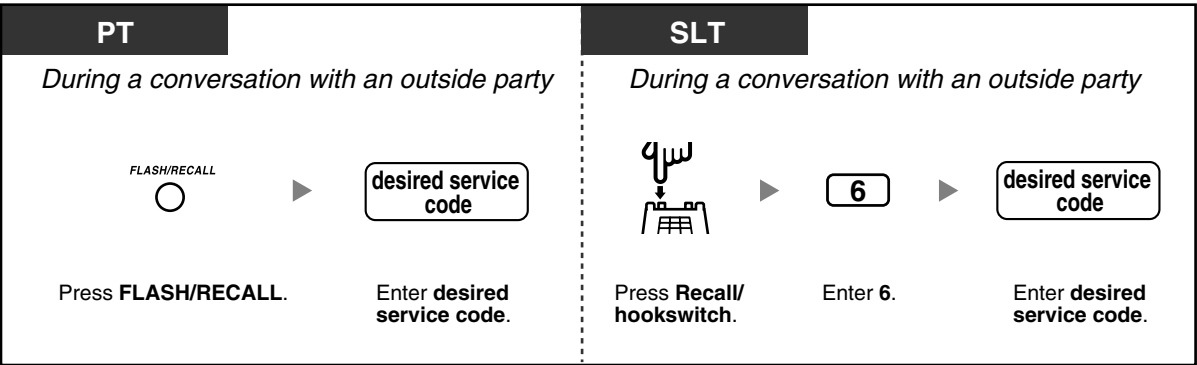 PT
During a conversation with an outside party
FLASH/RECALL
desired service
code
Press FLASH/RECALL.
Enter desired
service code.
SLT
During a conversation with an outside party
6
desired service
code
Press Recall/
hookswitch.
Enter 6.
Enter desired
service code.